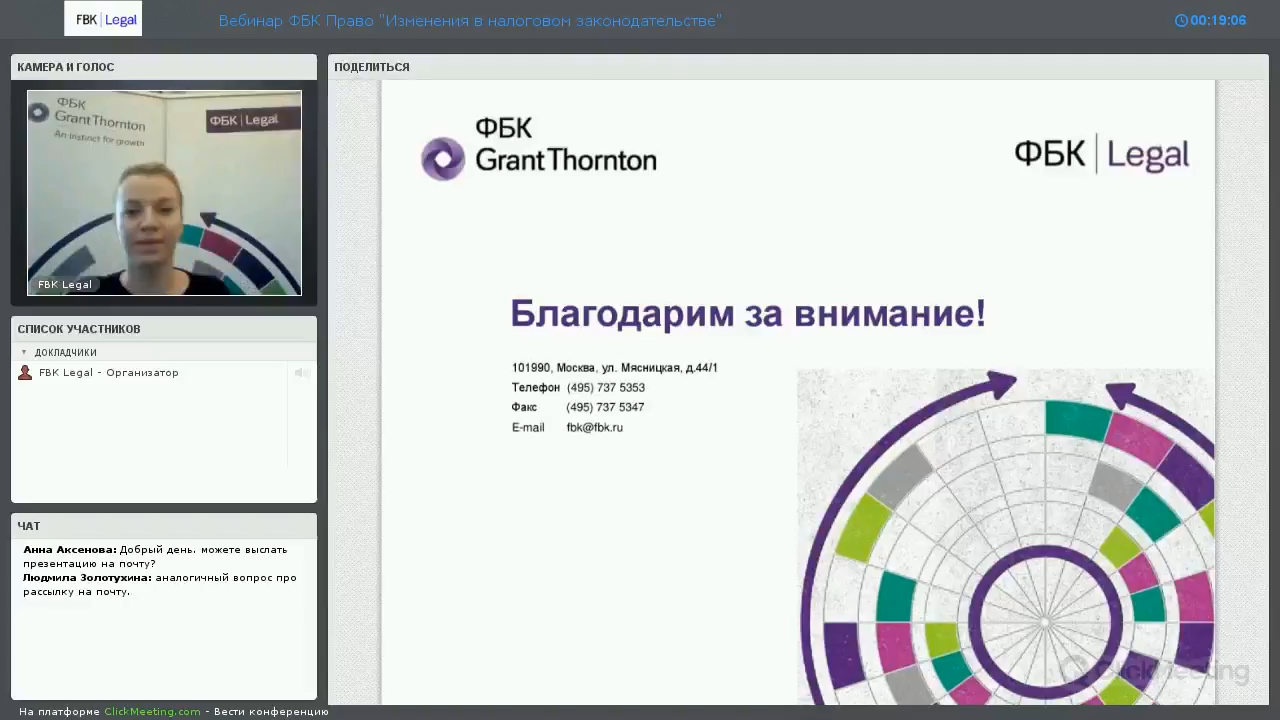 FBK | Legal
Вебинар ФБК Право "Изменения в налоговом законодательстве"
00:19:06
КАМЕРА И ГОЛОС
ФБК
Grant Thornton
An instinct for growth
ФБК | Legal
FBK Legal
СПИСОК УЧАСТНИКОВ
ДОКЛАДЧИКИ
FBK Legal - Организатор
ЧАТ
Анна Аксенова: Добрый день, можете выслать
презентацию на почту?
Людмила Золотухина: аналогичный вопрос про
рассылку на почту.
ПОДЕЛИТЬСЯ
ФБК
Grant Thornton
ФБК | Legal
Благодарим за внимание!
101990, Москва, ул. Мясницкая, д.44/1
Телефон (495) 737 5353
Факс (495) 737 5347
E-mail fbk@fbk.ru
ClickMeeting
На платформе ClickMeeting.com - Вести конференцию